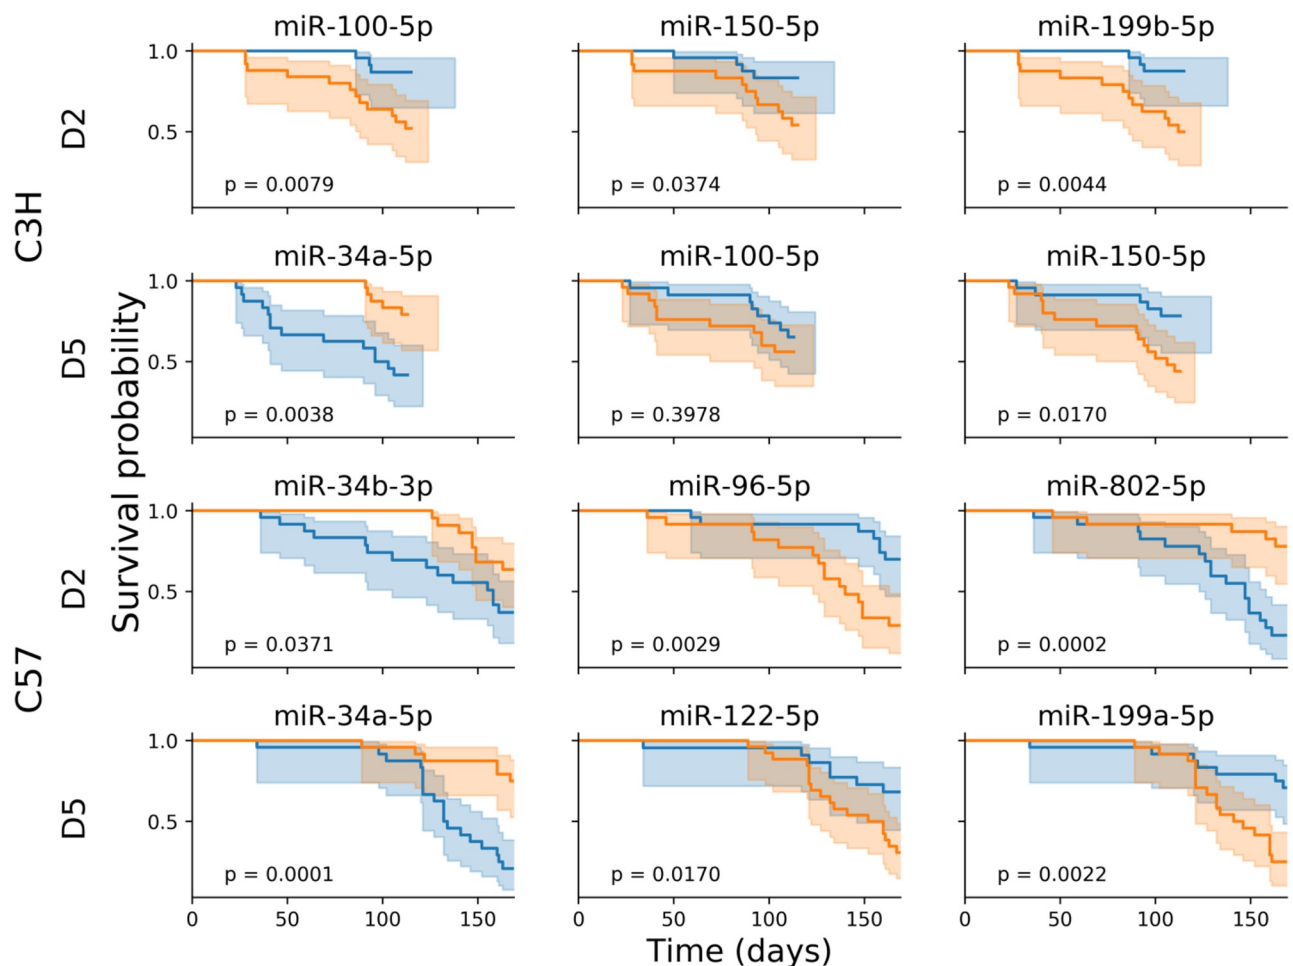 miR-100-5p
miR-150-5p
miR-199b-5p
1.0
0.5
p = 0.0079
p = 0.0374
p = 0.0044
D2
C3H
miR-34a-5p
miR-100-5p
miR-150-5p
1.0
0.5
p = 0.0038
p = 0.3978
p = 0.0170
D5
Survival probability
miR-34b-3p
miR-96-5p
miR-802-5p
1.0
0.5
p = 0.0371
p = 0.0029
p = 0.0002
D2
C57
miR-34a-5p
miR-122-5p
miR-199a-5p
1.0
0.5
p = 0.0001
p = 0.0170
p = 0.0022
D5
0 50 100 150
0 50 100 150
0 50 100 150
Time (days)